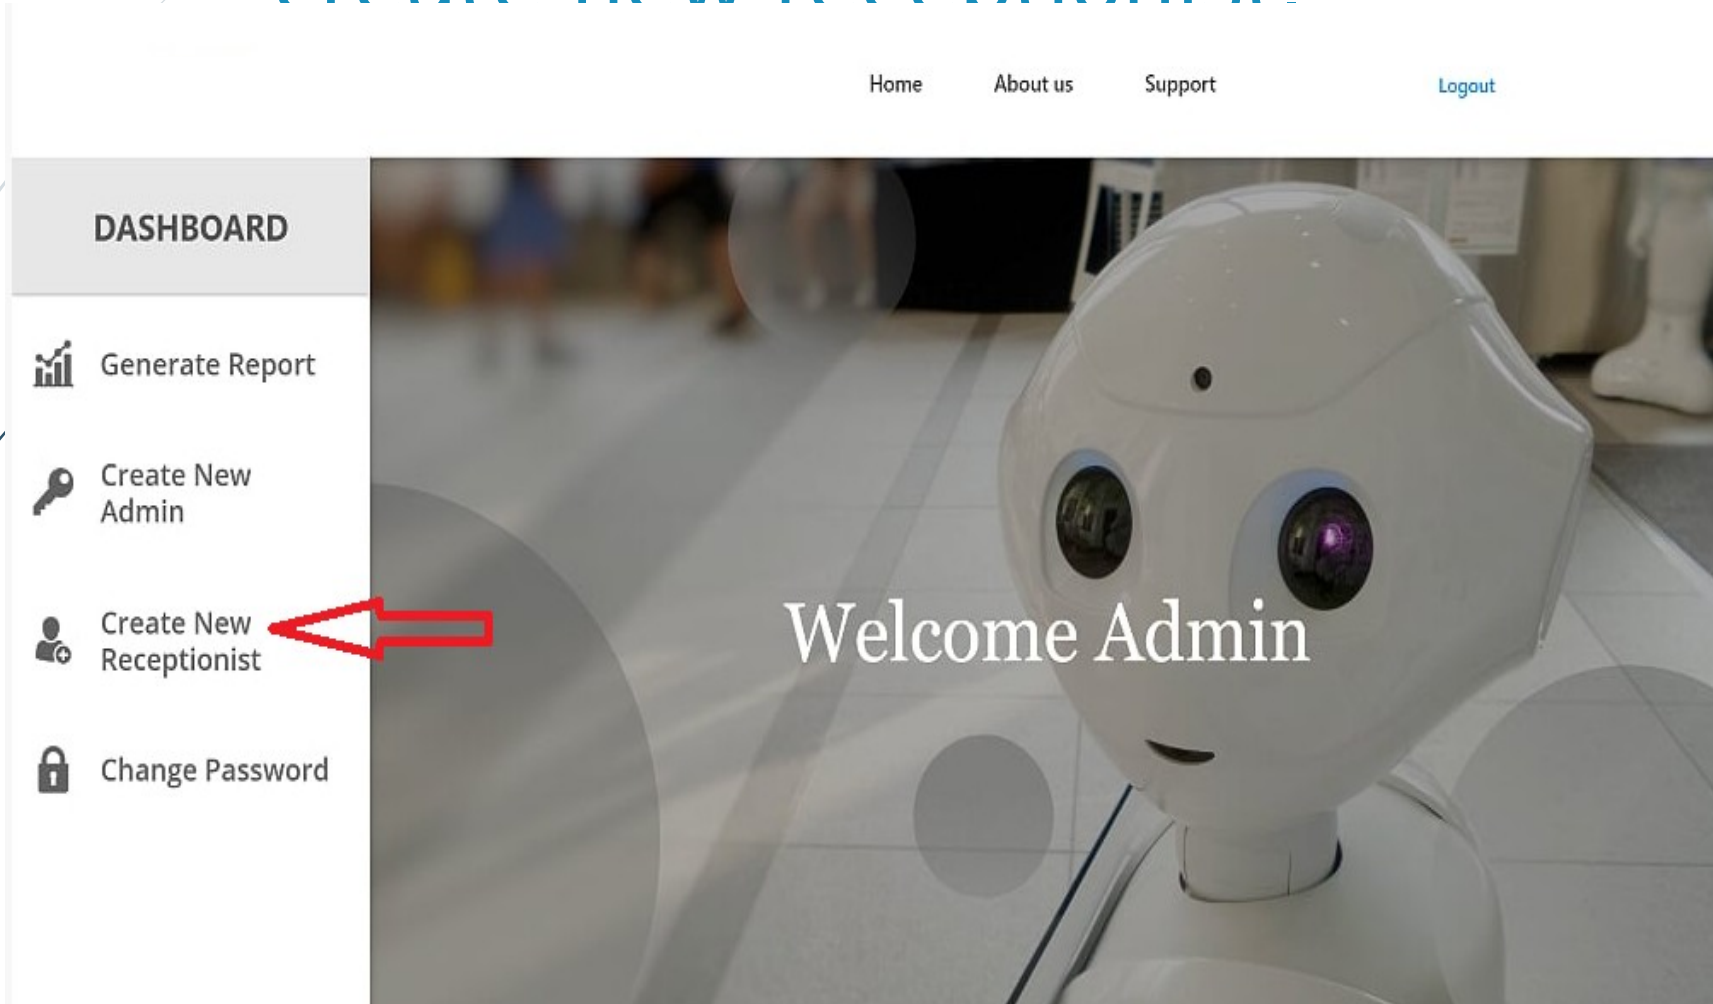 Home About us Support Logout
DASHBOARD
Generate Report
Create New
Admin
Create New
Receptionist
Change Password
Welcome Admin